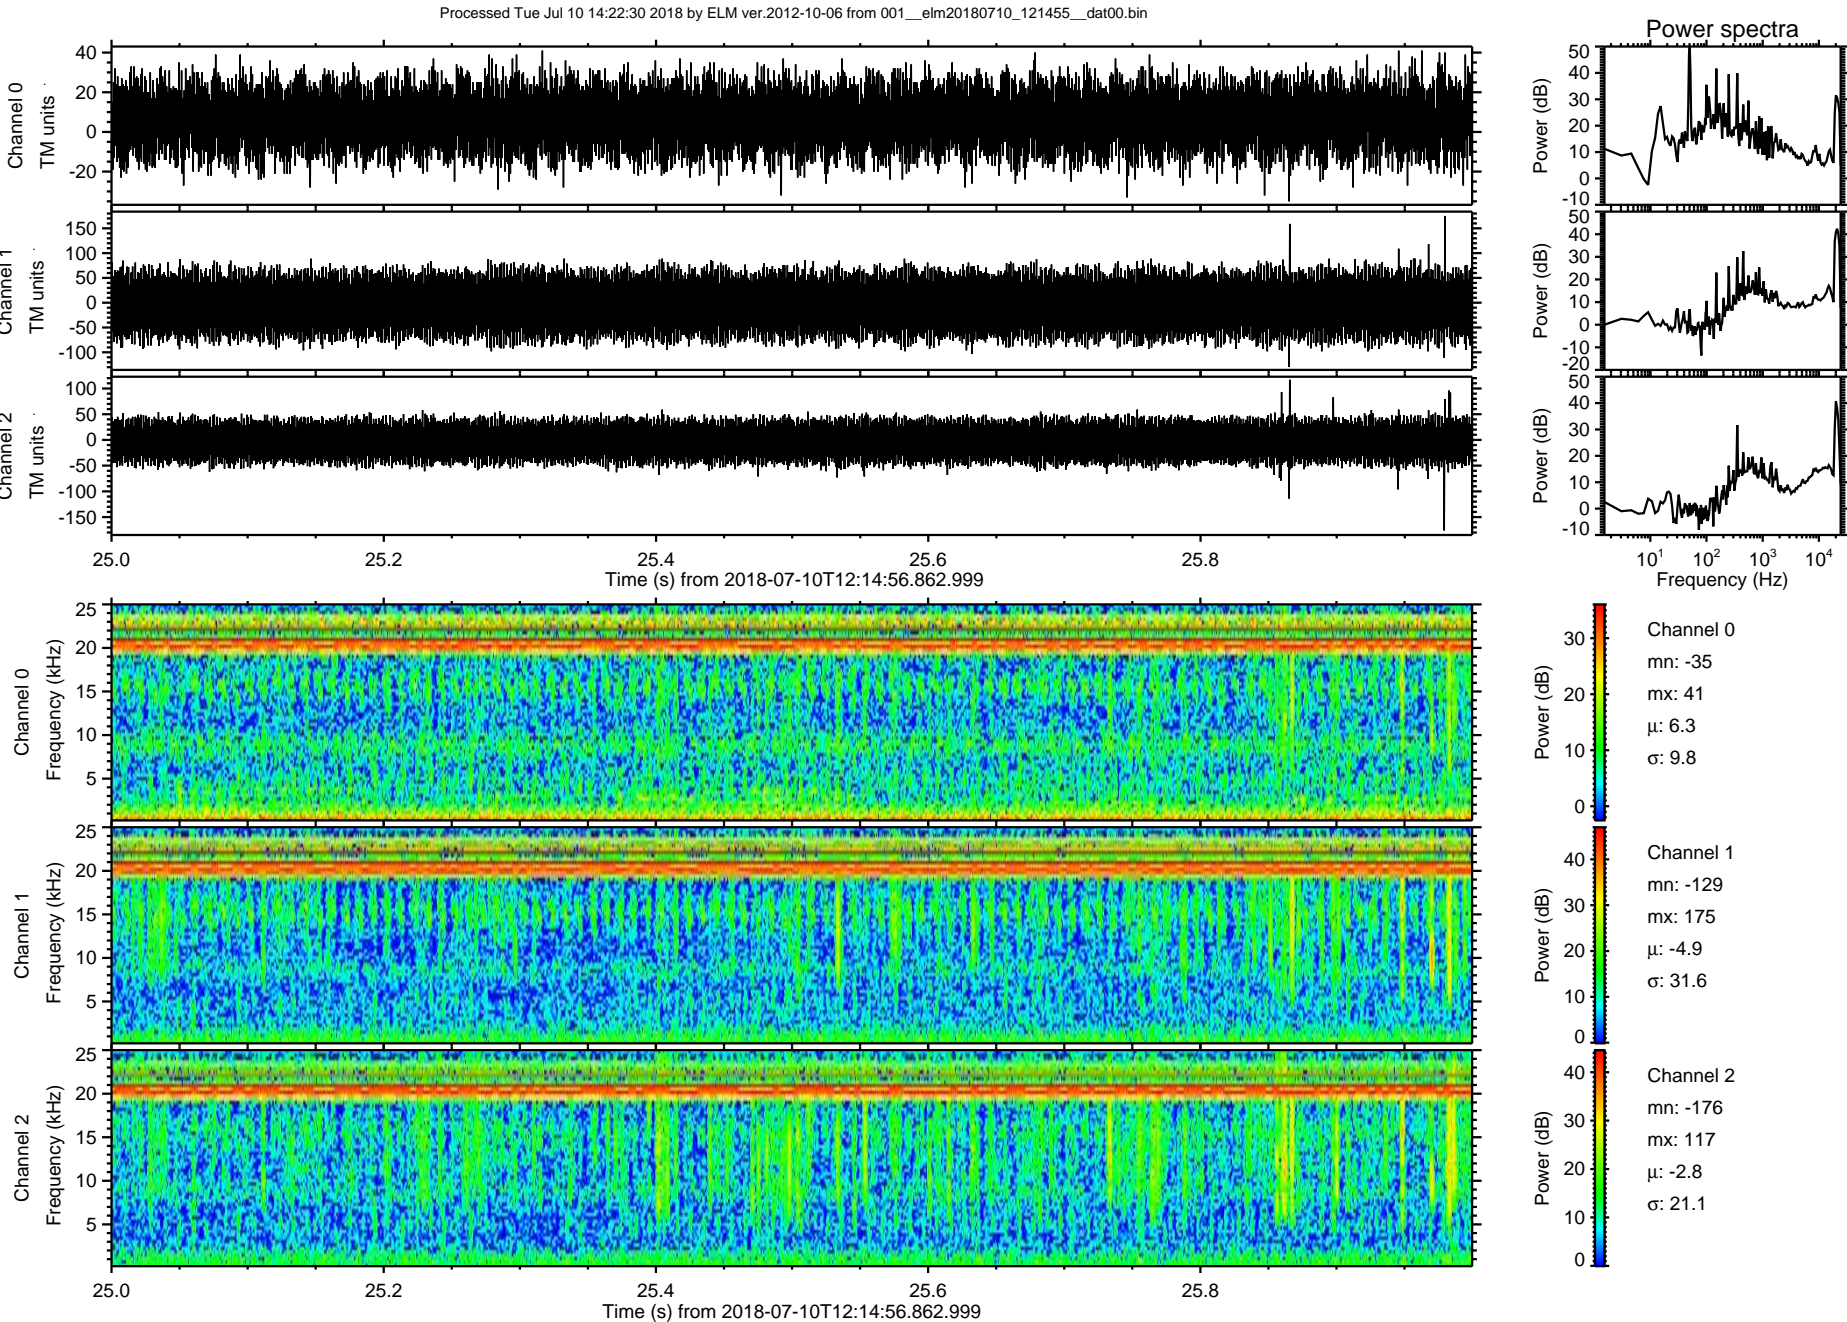 Processed Tue Jul 10 14:22:30 2018 by ELM ver.2012-10-06 from 001__elm20180710_121455__dat00.bin
Power spectra
Channel 0
TM units
40
20
0
-20
Power (dB)
50
40
30
20
10
0
-10
Channel 1
TM units
150
100
50
0
-50
-100
Power (dB)
50
40
30
20
10
0
-10
-20
Channel 2
TM units
100
50
0
-50
-100
-150
Power (dB)
50
40
30
20
10
0
-10
25.0 25.2 25.4 25.6 25.8
Time (s) from 2018-07-10T12:14:56.862.999
10¹ 10² 10³ 10⁴
Frequency (Hz)
Channel 0
Frequency (kHz)
25
20
15
10
5
Power (dB)
30
20
10
0
Channel 0
mn: -35
mx: 41
μ: 6.3
σ: 9.8
Channel 1
Frequency (kHz)
25
20
15
10
5
Power (dB)
40
30
20
10
0
Channel 1
mn: -129
mx: 175
μ: -4.9
σ: 31.6
Channel 2
Frequency (kHz)
25
20
15
10
5
Power (dB)
40
30
20
10
0
Channel 2
mn: -176
mx: 117
μ: -2.8
σ: 21.1
25.0 25.2 25.4 25.6 25.8
Time (s) from 2018-07-10T12:14:56.862.999